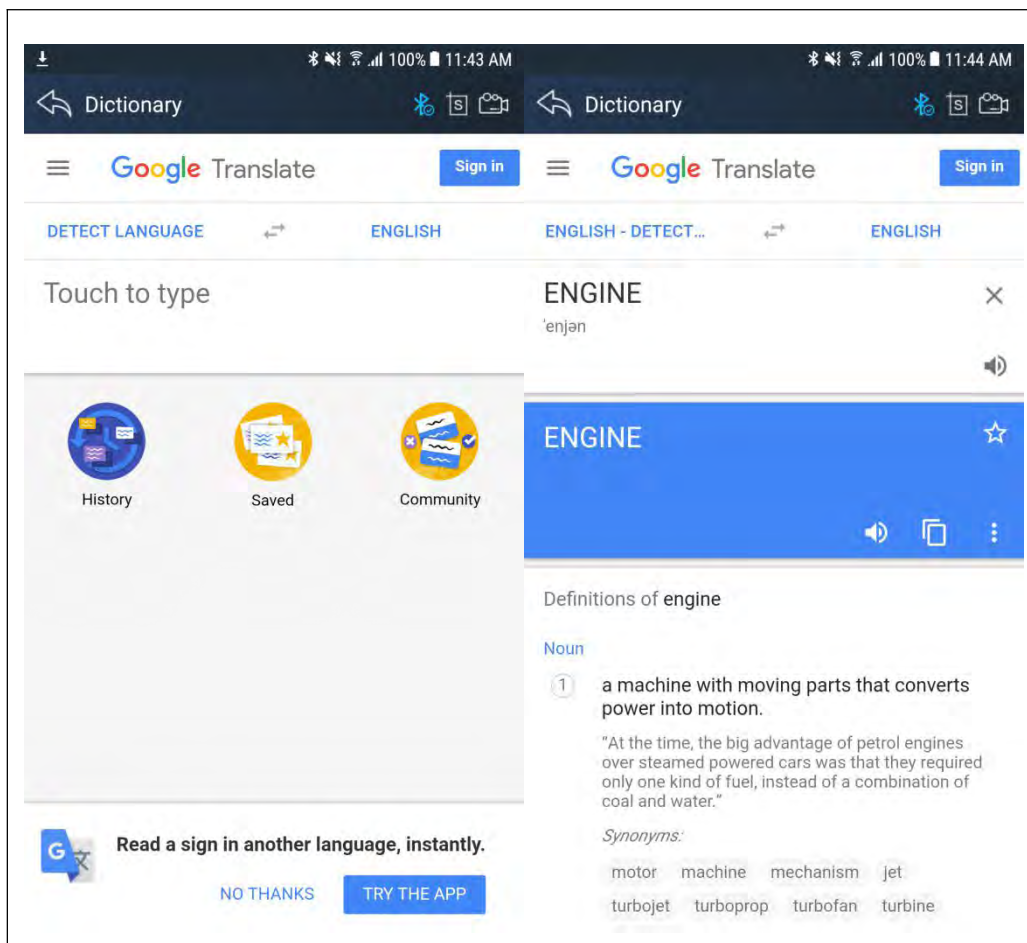 100% 11:43 AM
Dictionary
S
Google Translate
Sign in
DETECT LANGUAGE
ENGLISH
Touch to type
History
Saved
Community
G 文
Read a sign in another language, instantly.
NO THANKS
TRY THE APP
100% 11:44 AM
Dictionary
S
Google Translate
Sign in
ENGLISH - DETECT...
ENGLISH
ENGINE
ˈenjən
ENGINE
Definitions of engine
Noun
1 a machine with moving parts that converts
power into motion.
"At the time, the big advantage of petrol engines
over steamed powered cars was that they required
only one kind of fuel, instead of a combination of
coal and water."
Synonyms:
motor machine mechanism jet
turbojet turboprop turbofan turbine